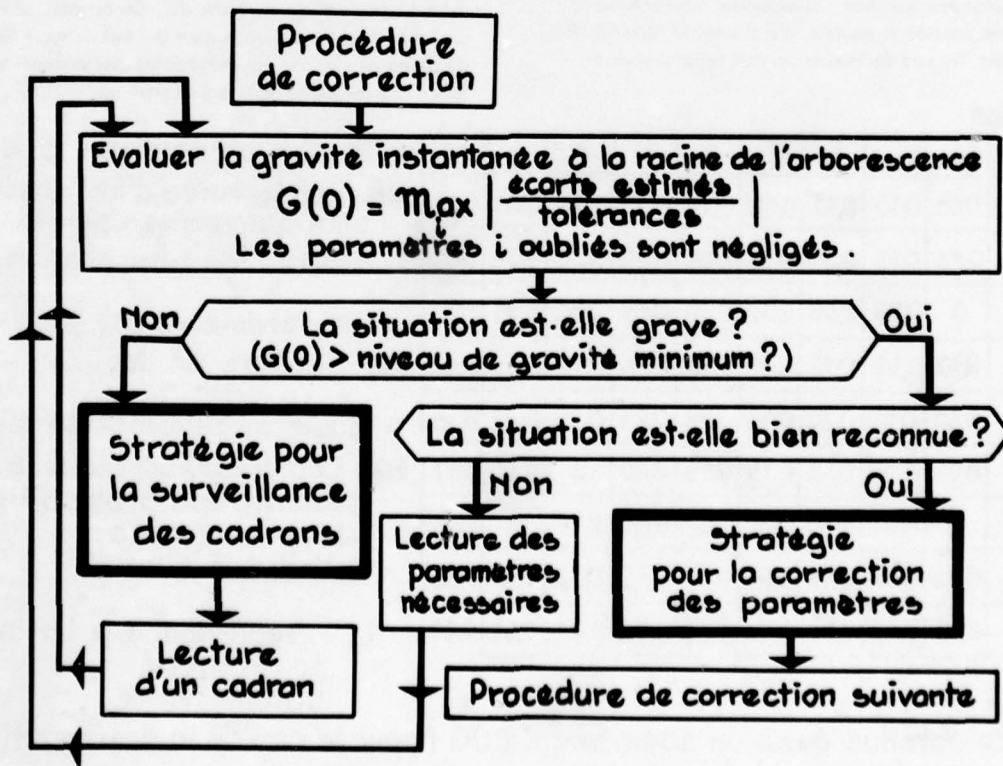 Procédure
de correction
Evaluer la gravité instantanée à la racine de l'arborescence
G(0) = Max | écarts estimés / tolérances |
i
Les paramètres i oubliés sont négligés.
Non
La situation est-elle grave ?
(G(0) > niveau de gravité minimum ?)
Oui
Stratégie pour
la surveillance
des cadrans
La situation est-elle bien reconnue ?
Non
Oui
Lecture des
paramètres
nécessaires
Stratégie
pour la correction
des paramètres
Lecture
d'un cadran
Procédure de correction suivante